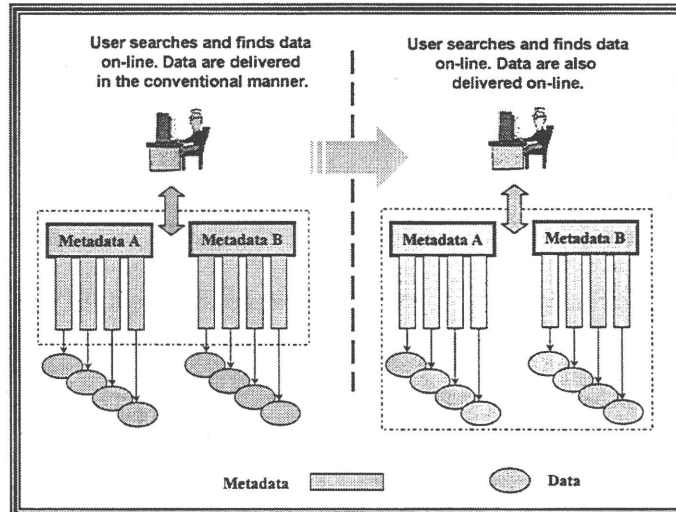 User searches and finds data
on-line. Data are delivered
in the conventional manner.
User searches and finds data
on-line. Data are also
delivered on-line.
Metadata A
Metadata B
Metadata A
Metadata B
Metadata
Data